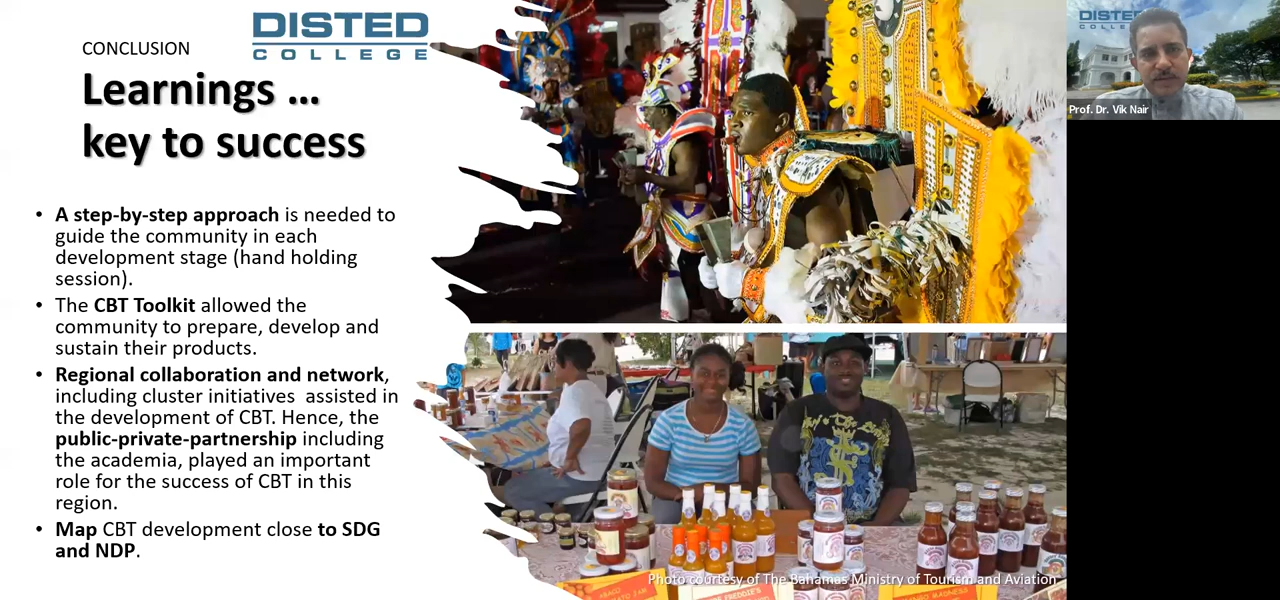 CONCLUSION
DISTED
COLLEGE
Learnings ...
key to success
• A step-by-step approach is needed to
guide the community in each
development stage (hand holding
session).
• The CBT Toolkit allowed the
community to prepare, develop and
sustain their products.
• Regional collaboration and network,
including cluster initiatives assisted in
the development of CBT. Hence, the
public-private-partnership including
the academia, played an important
role for the success of CBT in this
region.
• Map CBT development close to SDG
and NDP.
Photo courtesy of The Bahamas Ministry of Tourism and Aviation
DISTED
Prof. Dr. Vik Nair